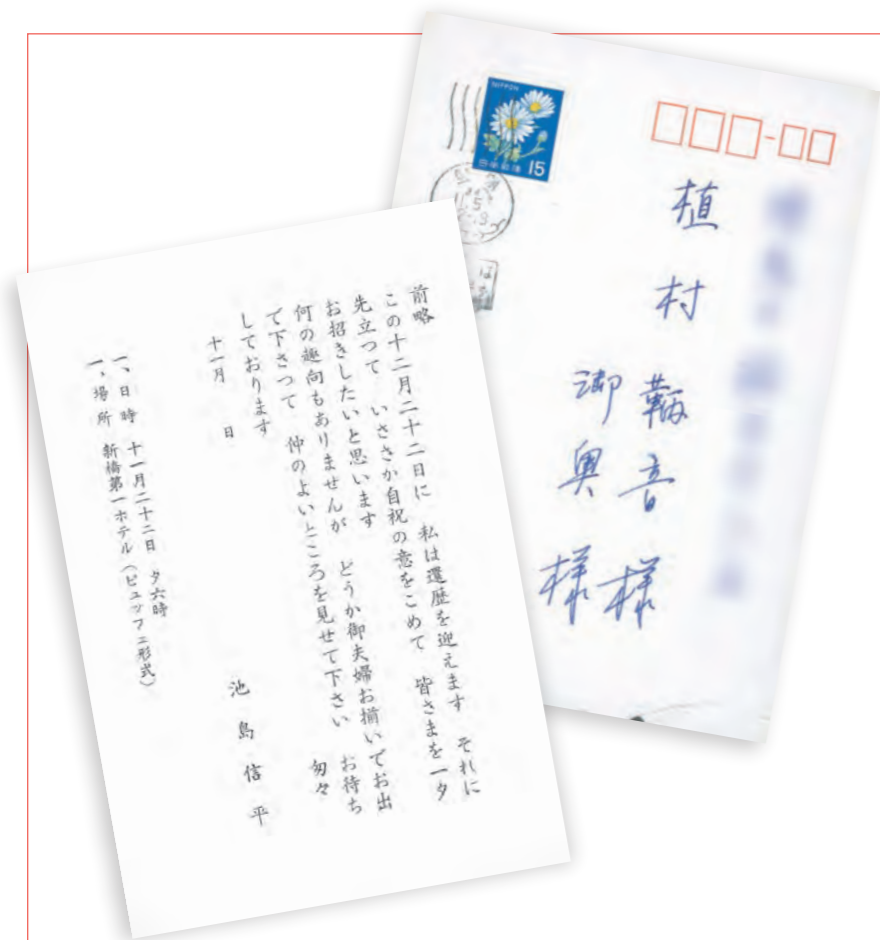 植村鞆音様
御奥様
NIPPON
日本郵便 15
前略
この十二月二十二日に 私は還歴を迎えます それに
先立つて いささか自祝の意をこめて 皆さまを一夕
お招きしたいと思います
何の趣向もありませんが どうか御夫婦お揃いでお出
で下さつて 仲のよいところを見せて下さい お待ち
しております 匆々
十一月 日
池島信平
一、日時 十一月二十二日 夕六時
一、場所 新橋第一ホテル（ビュッフェ形式）